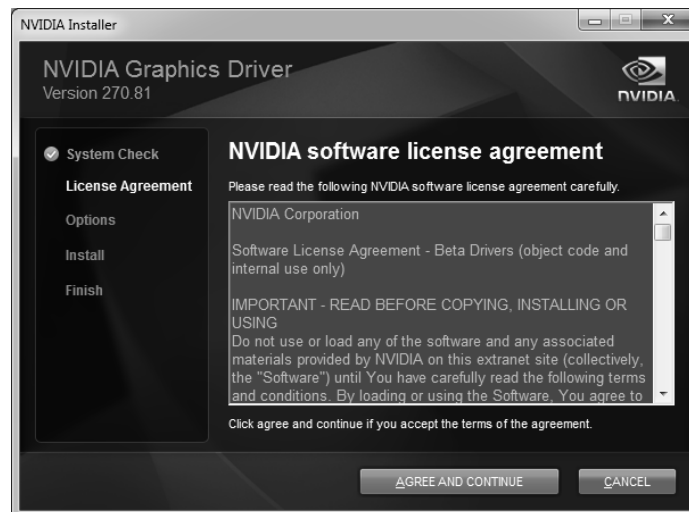 NVIDIA Installer
NVIDIA Graphics Driver
Version 270.81
NVIDIA.
System Check
License Agreement
Options
Install
Finish
NVIDIA software license agreement
Please read the following NVIDIA software license agreement carefully.
NVIDIA Corporation
Software License Agreement - Beta Drivers (object code and
internal use only)
IMPORTANT - READ BEFORE COPYING, INSTALLING OR
USING
Do not use or load any of the software and any associated
materials provided by NVIDIA on this extranet site (collectively,
the "Software") until You have carefully read the following terms
and conditions. By loading or using the Software, You agree to
Click agree and continue if you accept the terms of the agreement.
AGREE AND CONTINUE
CANCEL